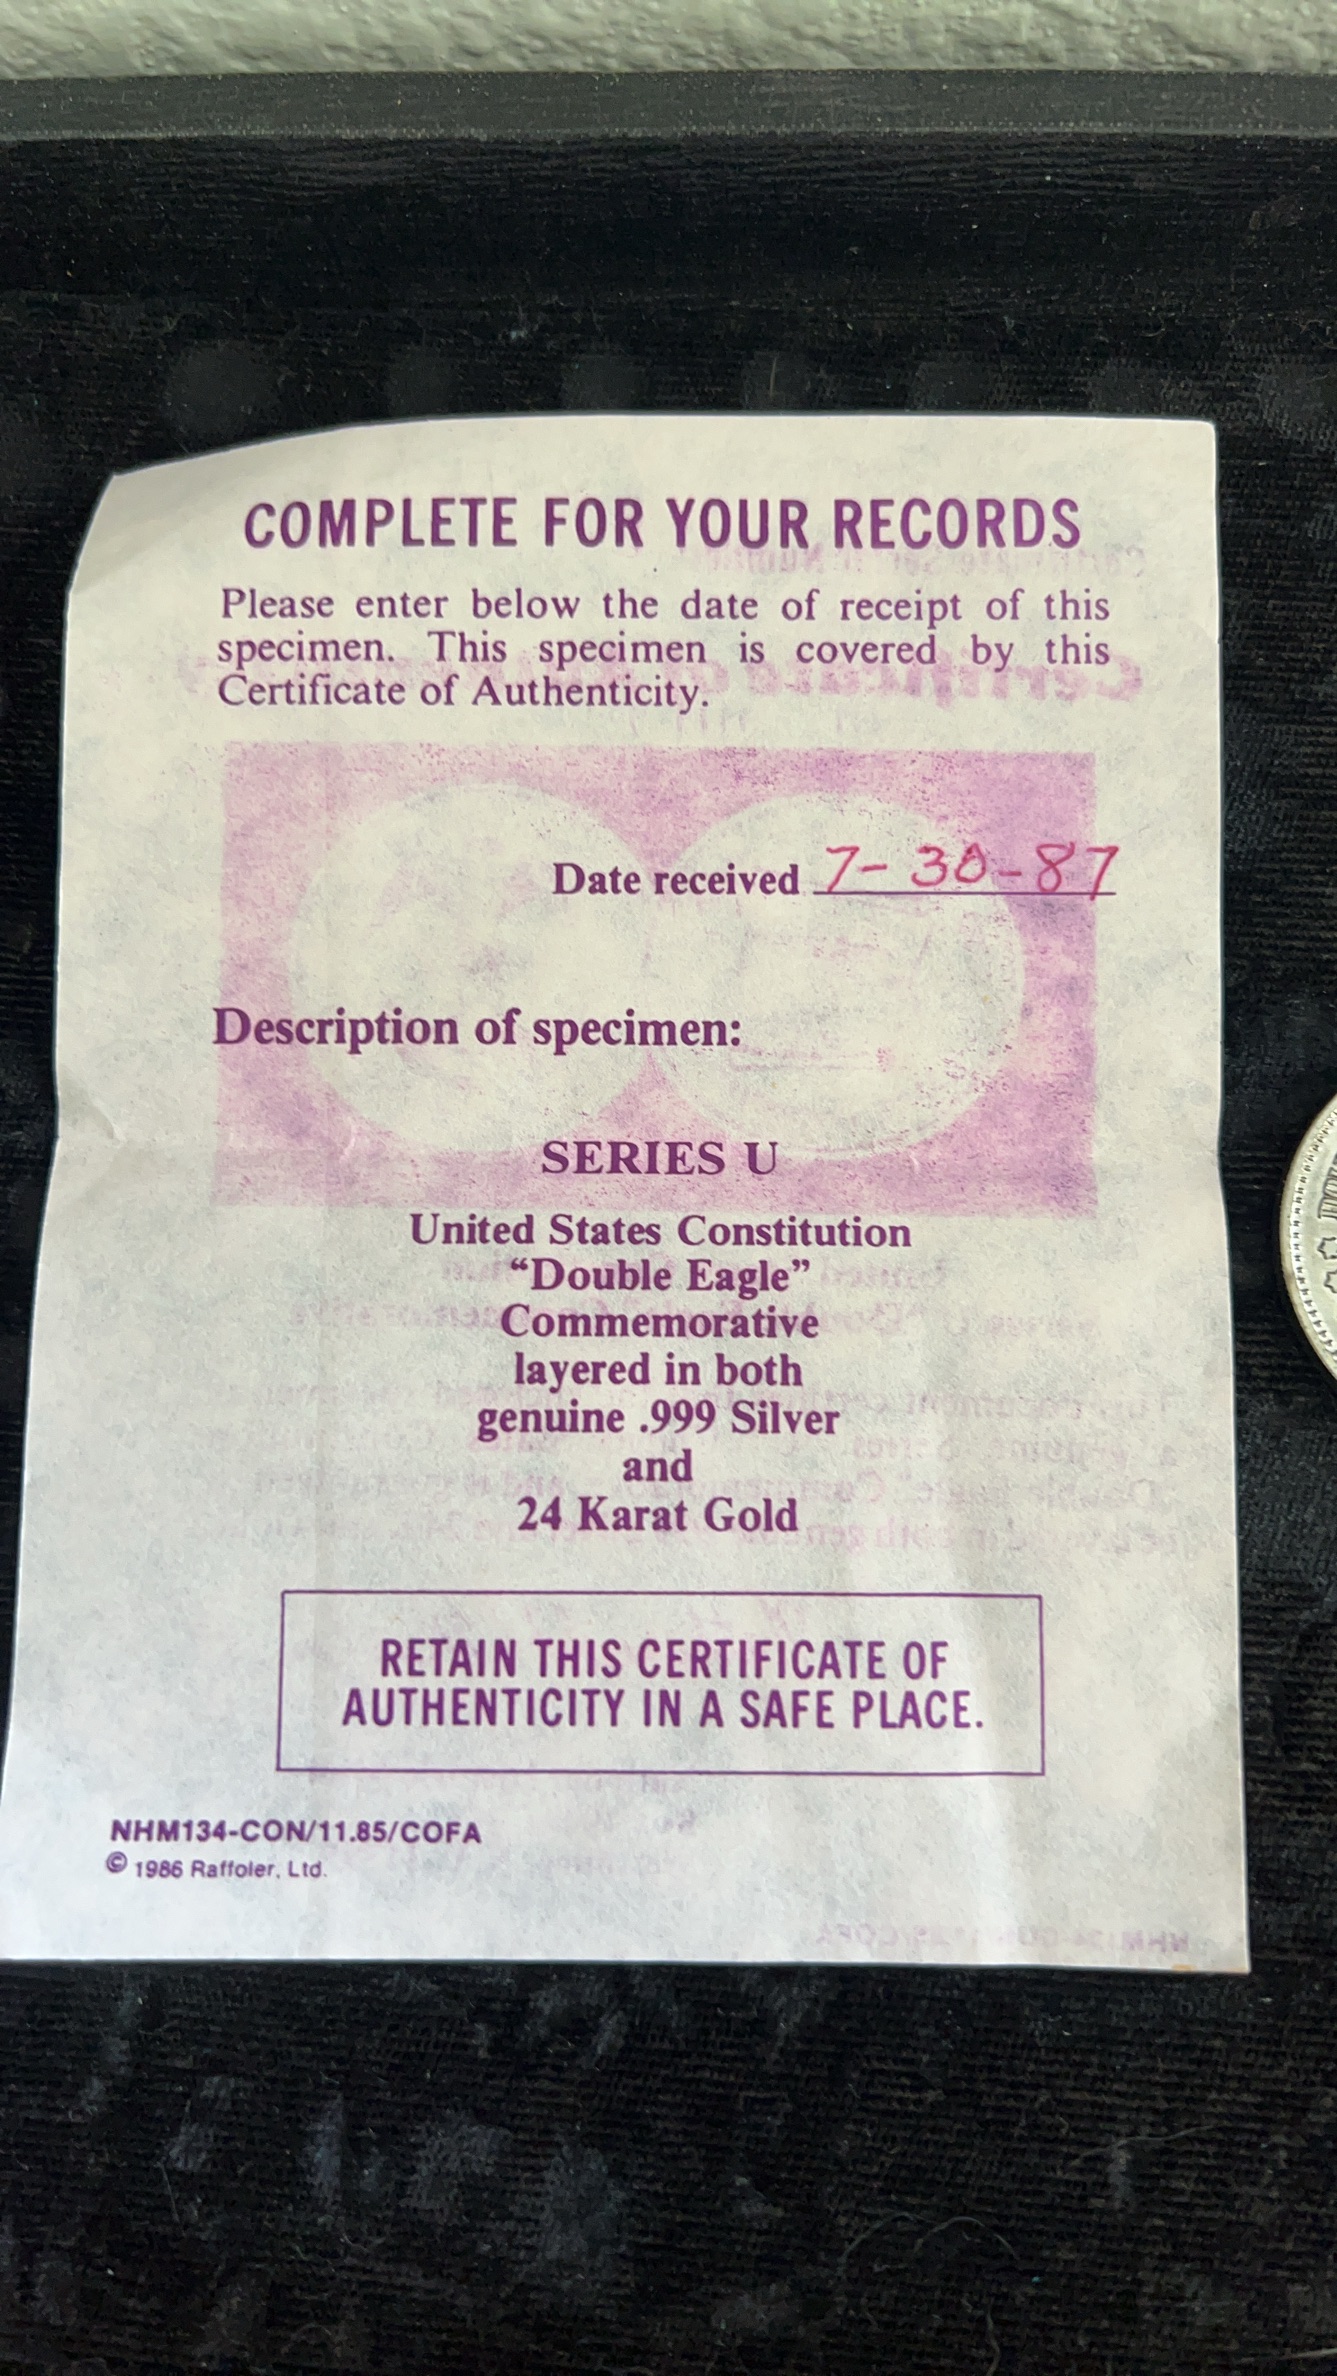 COMPLETE FOR YOUR RECORDS
Please enter below the date of receipt of this
specimen. This specimen is covered by this
Certificate of Authenticity.
Date received 7-30-87
Description of specimen:
SERIES U
United States Constitution
“Double Eagle”
Commemorative
layered in both
genuine .999 Silver
and
24 Karat Gold
RETAIN THIS CERTIFICATE OF
AUTHENTICITY IN A SAFE PLACE.
NHM134-CON/11.85/COFA
© 1986 Raffoler, Ltd.